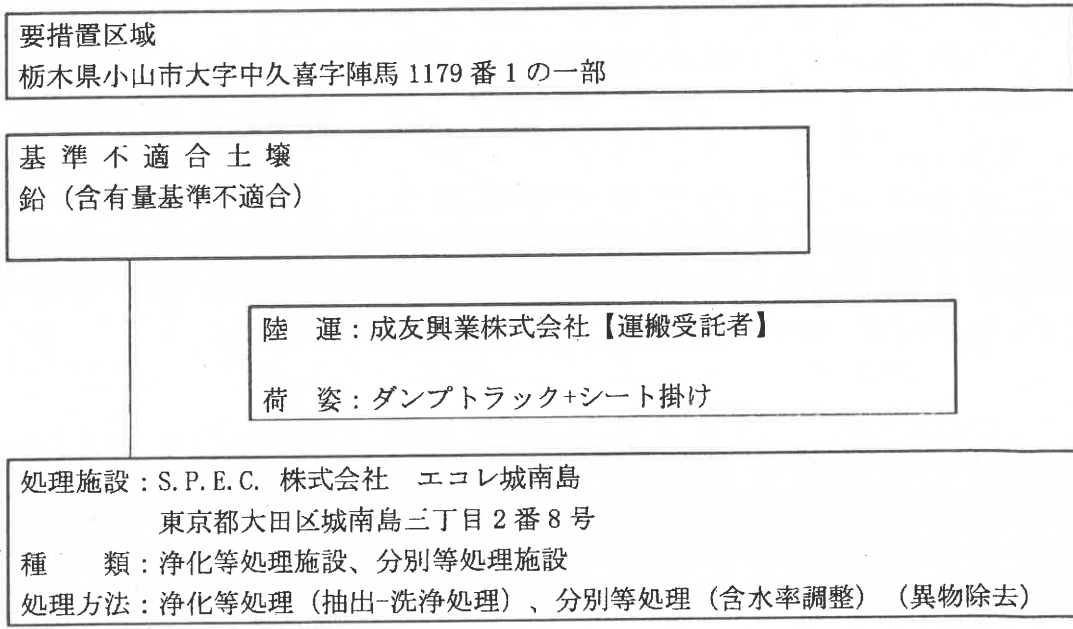 要措置区域
栃木県小山市大字中久喜字陣馬 1179 番 1 の一部
基 準 不 適 合 土 壌
鉛（含有量基準不適合）
陸　運：成友興業株式会社【運搬受託者】
荷　姿：ダンプトラック+シート掛け
処理施設：S.P.E.C. 株式会社　エコレ城南島
東京都大田区城南島三丁目 2 番 8 号
種　　類：浄化等処理施設、分別等処理施設
処理方法：浄化等処理（抽出-洗浄処理）、分別等処理（含水率調整）（異物除去）